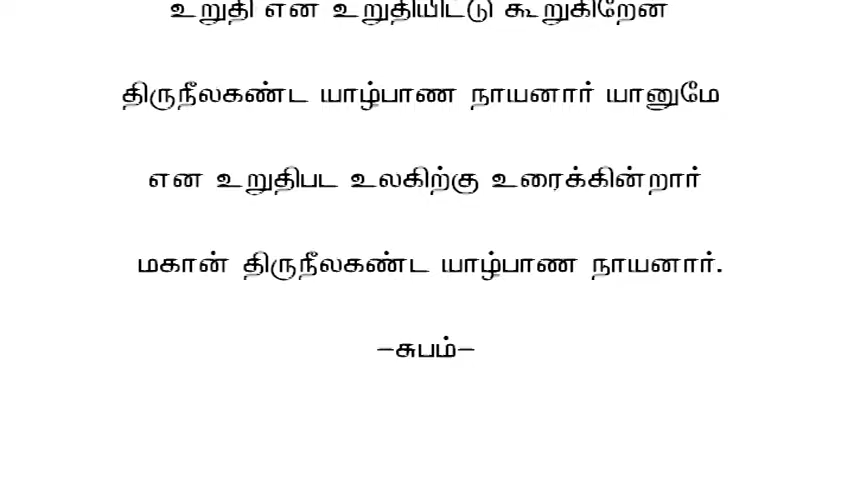 உறுதி என உறுதியிட்டு கூறுகிறேன
திருநீலகண்ட யாழ்பாண நாயனார் யானுமே
என உறுதிபட உலகிற்கு உரைக்கின்றார்
மகான் திருநீலகண்ட யாழ்பாண நாயனார்.
-சுபம்-